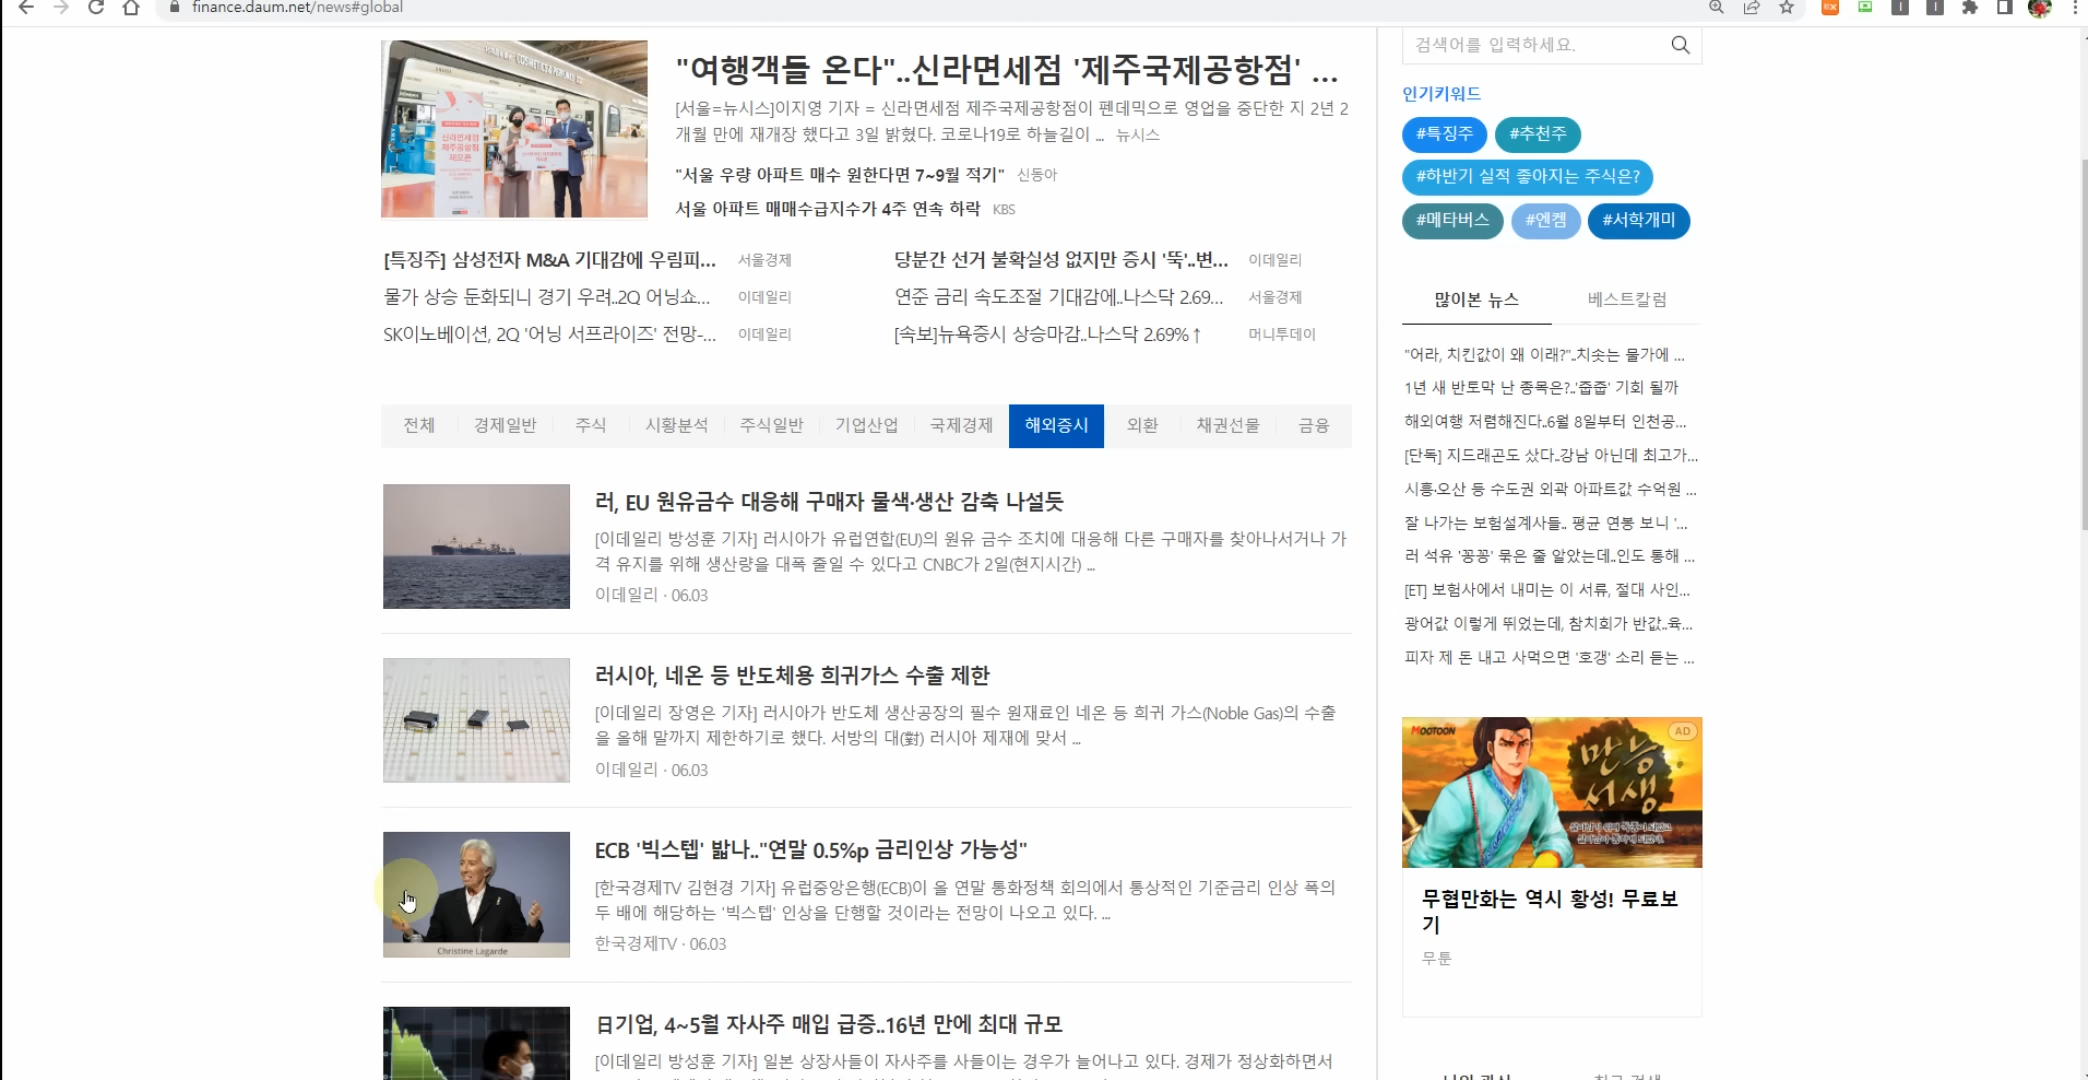 finance.daum.net/news#global
"여행객들 온다"..신라면세점 '제주국제공항점' ...
[서울=뉴시스]이지영 기자 = 신라면세점 제주국제공항점이 펜데믹으로 영업을 중단한 지 2년 2
개월 만에 재개장 했다고 3일 밝혔다. 코로나19로 하늘길이 ... 뉴시스
"서울 우량 아파트 매수 원한다면 7~9월 적기" 신동아
서울 아파트 매매수급지수가 4주 연속 하락 KBS
[특징주] 삼성전자 M&A 기대감에 우림피... 서울경제
물가 상승 둔화되니 경기 우려..2Q 어닝쇼... 이데일리
SK이노베이션, 2Q '어닝 서프라이즈' 전망-... 이데일리
당분간 선거 불확실성 없지만 증시 '뚝'..변... 이데일리
연준 금리 속도조절 기대감에..나스닥 2.69... 서울경제
[속보]뉴욕증시 상승마감..나스닥 2.69%↑ 머니투데이
전체 경제일반 주식 시황분석 주식일반 기업산업 국제경제 해외증시 외환 채권선물 금융
러, EU 원유금수 대응해 구매자 물색·생산 감축 나설듯
[이데일리 방성훈 기자] 러시아가 유럽연합(EU)의 원유 금수 조치에 대응해 다른 구매자를 찾아나서거나 가
격 유지를 위해 생산량을 대폭 줄일 수 있다고 CNBC가 2일(현지시간) ...
이데일리 · 06.03
러시아, 네온 등 반도체용 희귀가스 수출 제한
[이데일리 장영은 기자] 러시아가 반도체 생산공장의 필수 원재료인 네온 등 희귀 가스(Noble Gas)의 수출
을 올해 말까지 제한하기로 했다. 서방의 대(對) 러시아 제재에 맞서 ...
이데일리 · 06.03
Christine Lagarde
ECB '빅스텝' 밟나.."연말 0.5%p 금리인상 가능성"
[한국경제TV 김현경 기자] 유럽중앙은행(ECB)이 올 연말 통화정책 회의에서 통상적인 기준금리 인상 폭의
두 배에 해당하는 '빅스텝' 인상을 단행할 것이라는 전망이 나오고 있다. ...
한국경제TV · 06.03
日기업, 4~5월 자사주 매입 급증..16년 만에 최대 규모
[이데일리 방성훈 기자] 일본 상장사들이 자사주를 사들이는 경우가 늘어나고 있다. 경제가 정상화하면서
검색어를 입력하세요.
인기키워드
#특징주 #추천주
#하반기 실적 좋아지는 주식은?
#메타버스 #엔켐 #서학개미
많이본 뉴스 베스트칼럼
"어라, 치킨값이 왜 이래?"..치솟는 물가에 ...
1년 새 반토막 난 종목은?..'줍줍' 기회 될까
해외여행 저렴해진다..6월 8일부터 인천공...
[단독] 지드래곤도 샀다..강남 아닌데 최고가...
시흥·오산 등 수도권 외곽 아파트값 수억원 ...
잘 나가는 보험설계사들.. 평균 연봉 보니 '...
러 석유 '꽁꽁' 묶은 줄 알았는데..인도 통해 ...
[ET] 보험사에서 내미는 이 서류, 절대 사인...
광어값 이렇게 뛰었는데, 참치회가 반값..육...
피자 제 돈 내고 사먹으면 '호갱' 소리 듣는 ...
MOOTOON AD
만능
서생
무협만화는 역시 황성! 무료보
기
무툰